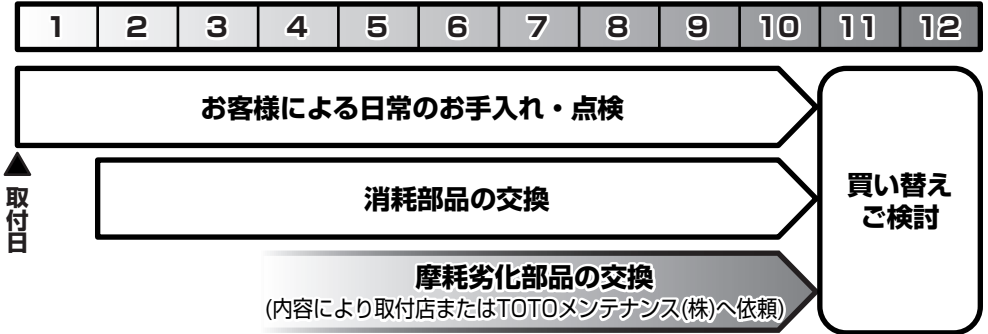 1 2 3 4 5 6 7 8 9 10 11 12
お客様による日常のお手入れ・点検
▲
取付日
消耗部品の交換
買い替え
ご検討
摩耗劣化部品の交換
(内容により取付店またはTOTOメンテナンス(株)へ依頼)